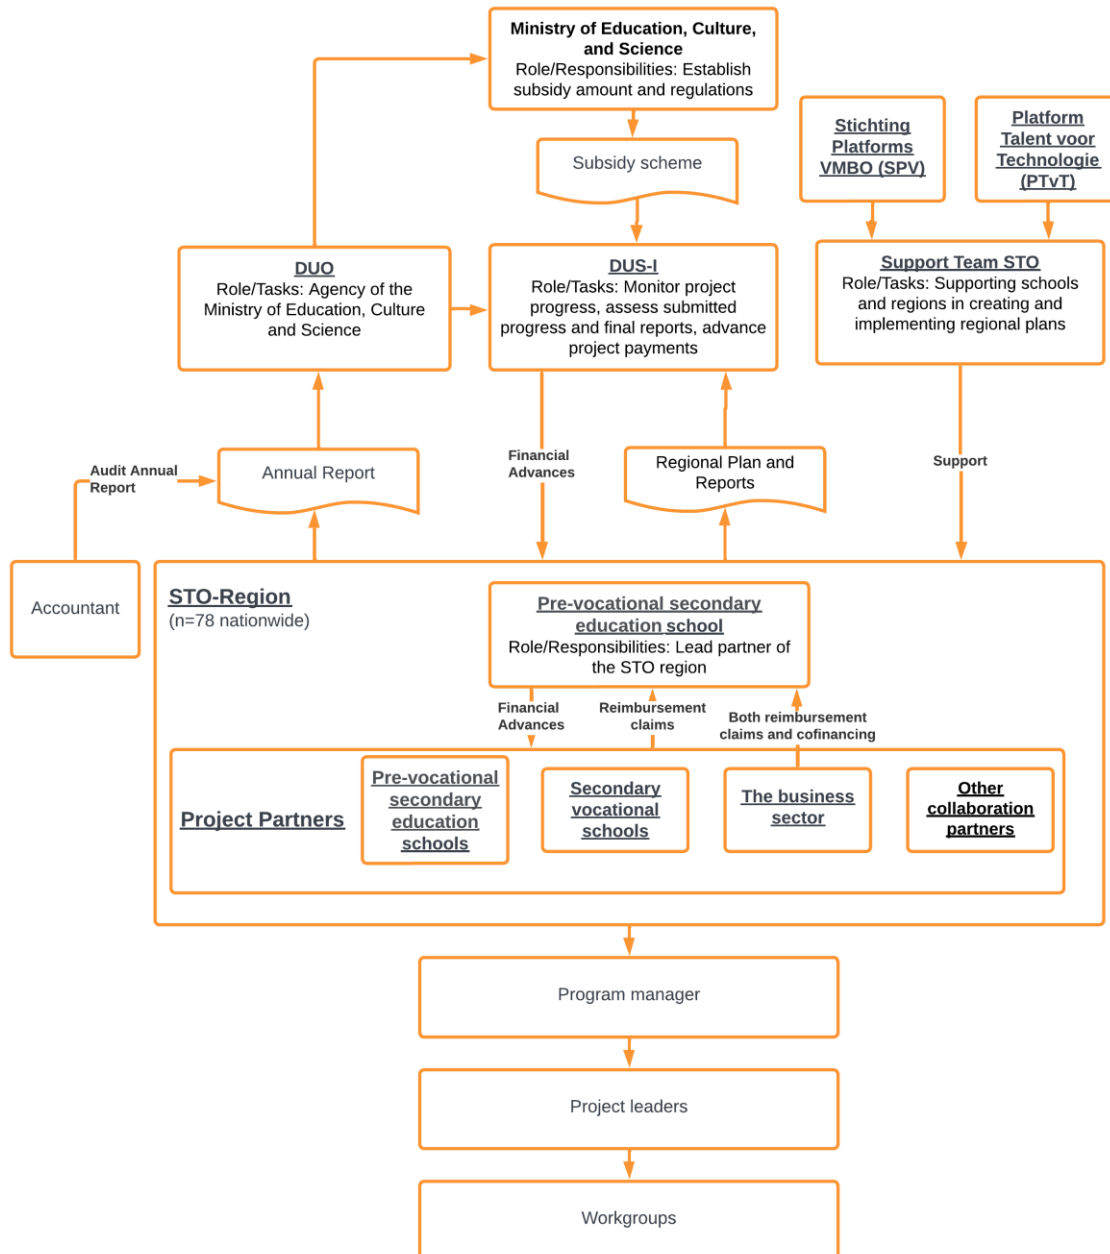 Ministry of Education, Culture,
and Science
Role/Responsibilities: Establish
subsidy amount and regulations
Subsidy scheme
Stichting
Platforms
VMBO (SPV)
Platform
Talent voor
Technologie
(PTvT)
DUO
Role/Tasks: Agency of the
Ministry of Education, Culture
and Science
DUS-I
Role/Tasks: Monitor project
progress, assess submitted
progress and final reports, advance
project payments
Support Team STO
Role/Tasks: Supporting schools
and regions in creating and
implementing regional plans
Audit Annual
Report
Annual Report
Financial
Advances
Regional Plan and
Reports
Support
Accountant
STO-Region
(n=78 nationwide)
Pre-vocational secondary
education school
Role/Responsibilities: Lead partner of
the STO region
Financial
Advances
Reimbursement
claims
Both reimbursement
claims and cofinancing
Project Partners
Pre-vocational
secondary
education
schools
Secondary
vocational
schools
The business
sector
Other
collaboration
partners
Program manager
Project leaders
Workgroups